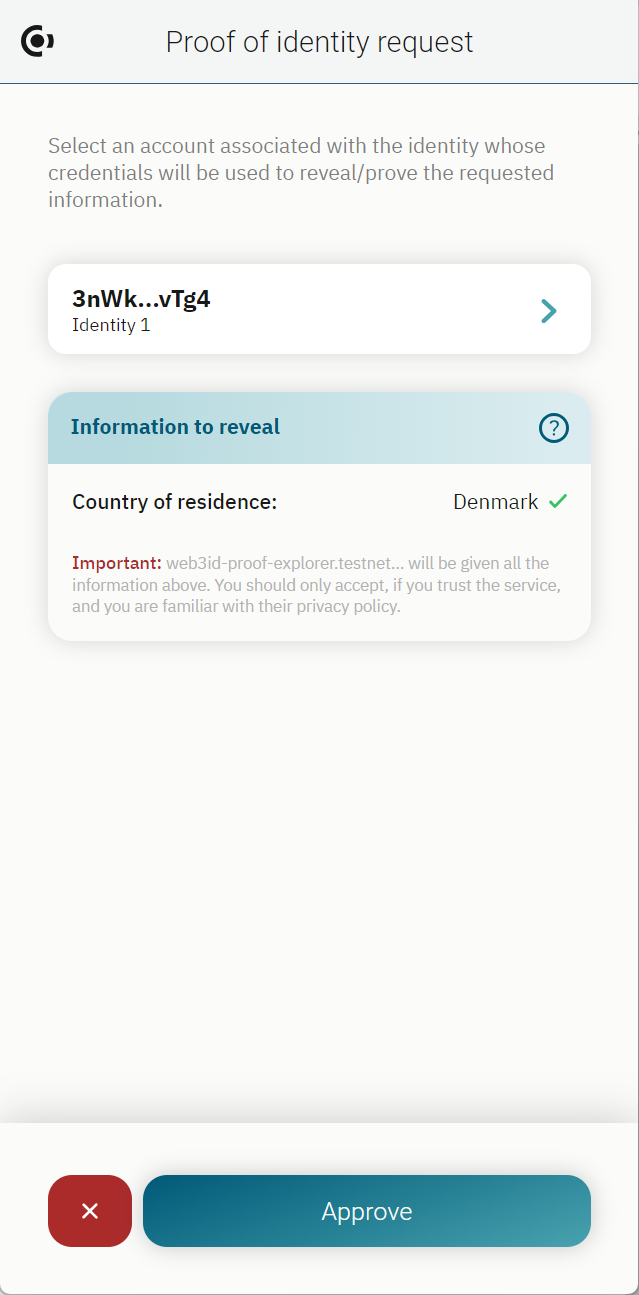 Proof of identity request
Select an account associated with the identity whose
credentials will be used to reveal/prove the requested
information.
3nWk...vTg4
Identity 1
Information to reveal
?
Country of residence: Denmark
Important: web3id-proof-explorer.testnet... will be given all the
information above. You should only accept, if you trust the service,
and you are familiar with their privacy policy.
Approve